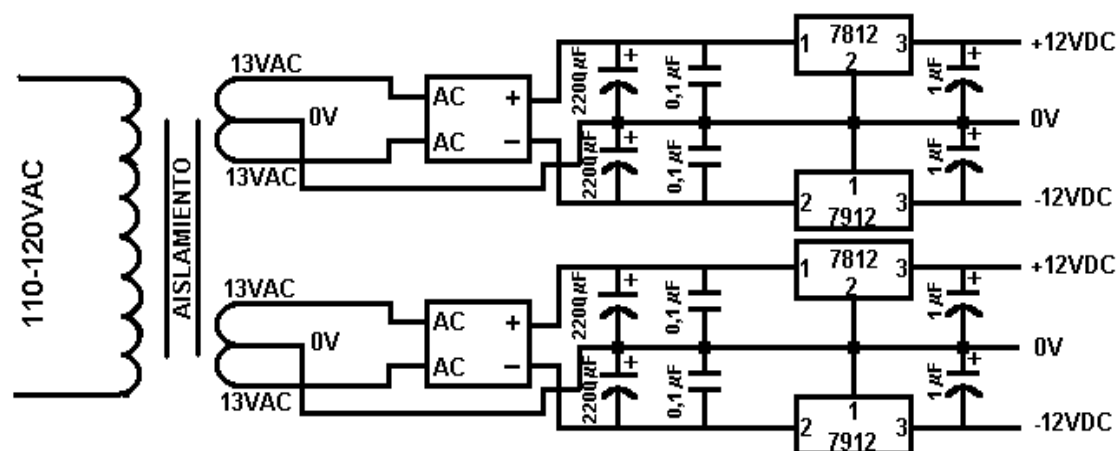 110-120VAC
AISLAMIENTO
13VAC
0V
13VAC
AC
AC
+
−
2200µF
+
2200µF
+
0,1µF
0,1µF
1
7812
2
3
1
2
7912
3
1µF
+
1µF
+
+12VDC
0V
-12VDC
13VAC
0V
13VAC
AC
AC
+
−
2200µF
+
2200µF
+
0,1µF
0,1µF
1
7812
2
3
1
2
7912
3
1µF
+
1µF
+
+12VDC
0V
-12VDC